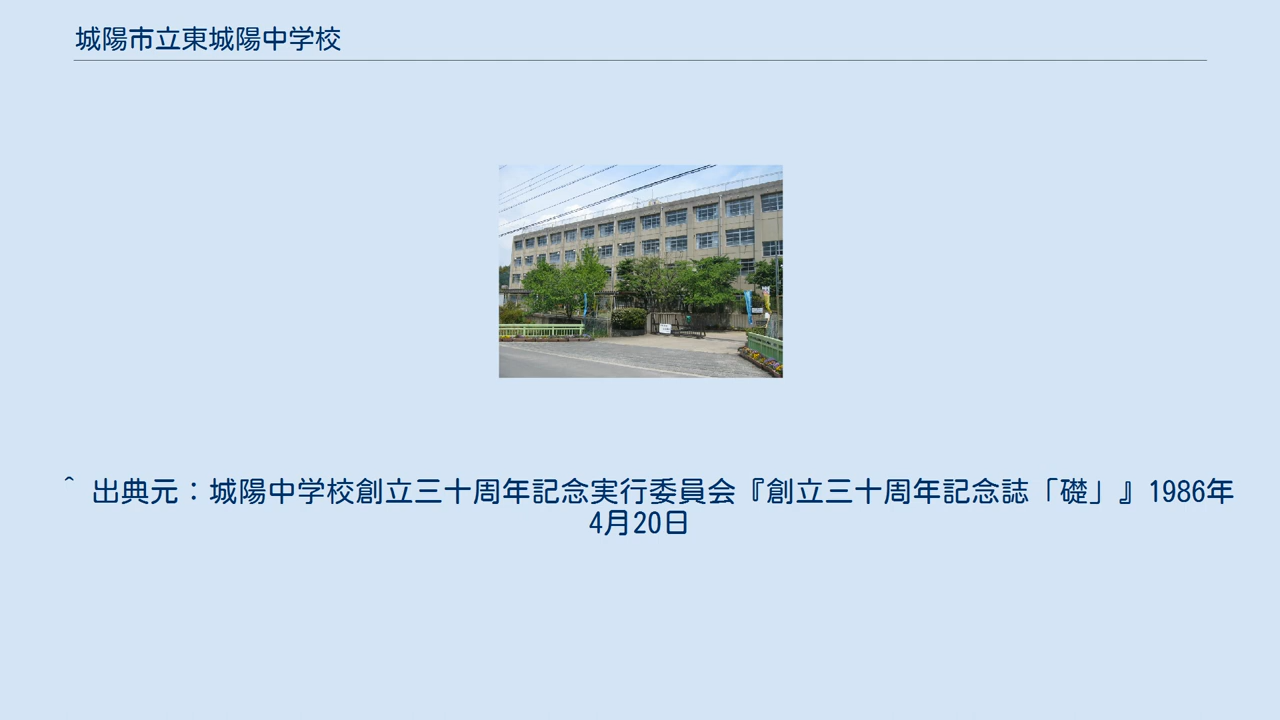 城陽市立東城陽中学校
^ 出典元：城陽中学校創立三十周年記念実行委員会『創立三十周年記念誌「礎」』1986年
4月20日